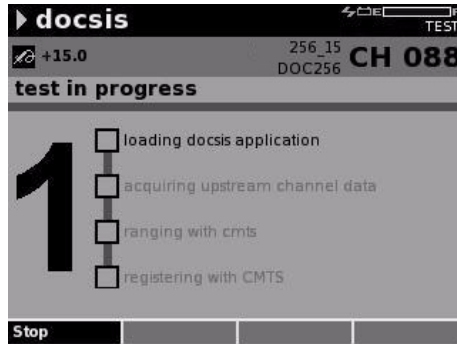 docsis
E F
TEST
+15.0
256_15
DOC256
CH 088
test in progress
1
loading docsis application
acquiring upstream channel data
ranging with cmts
registering with CMTS
Stop